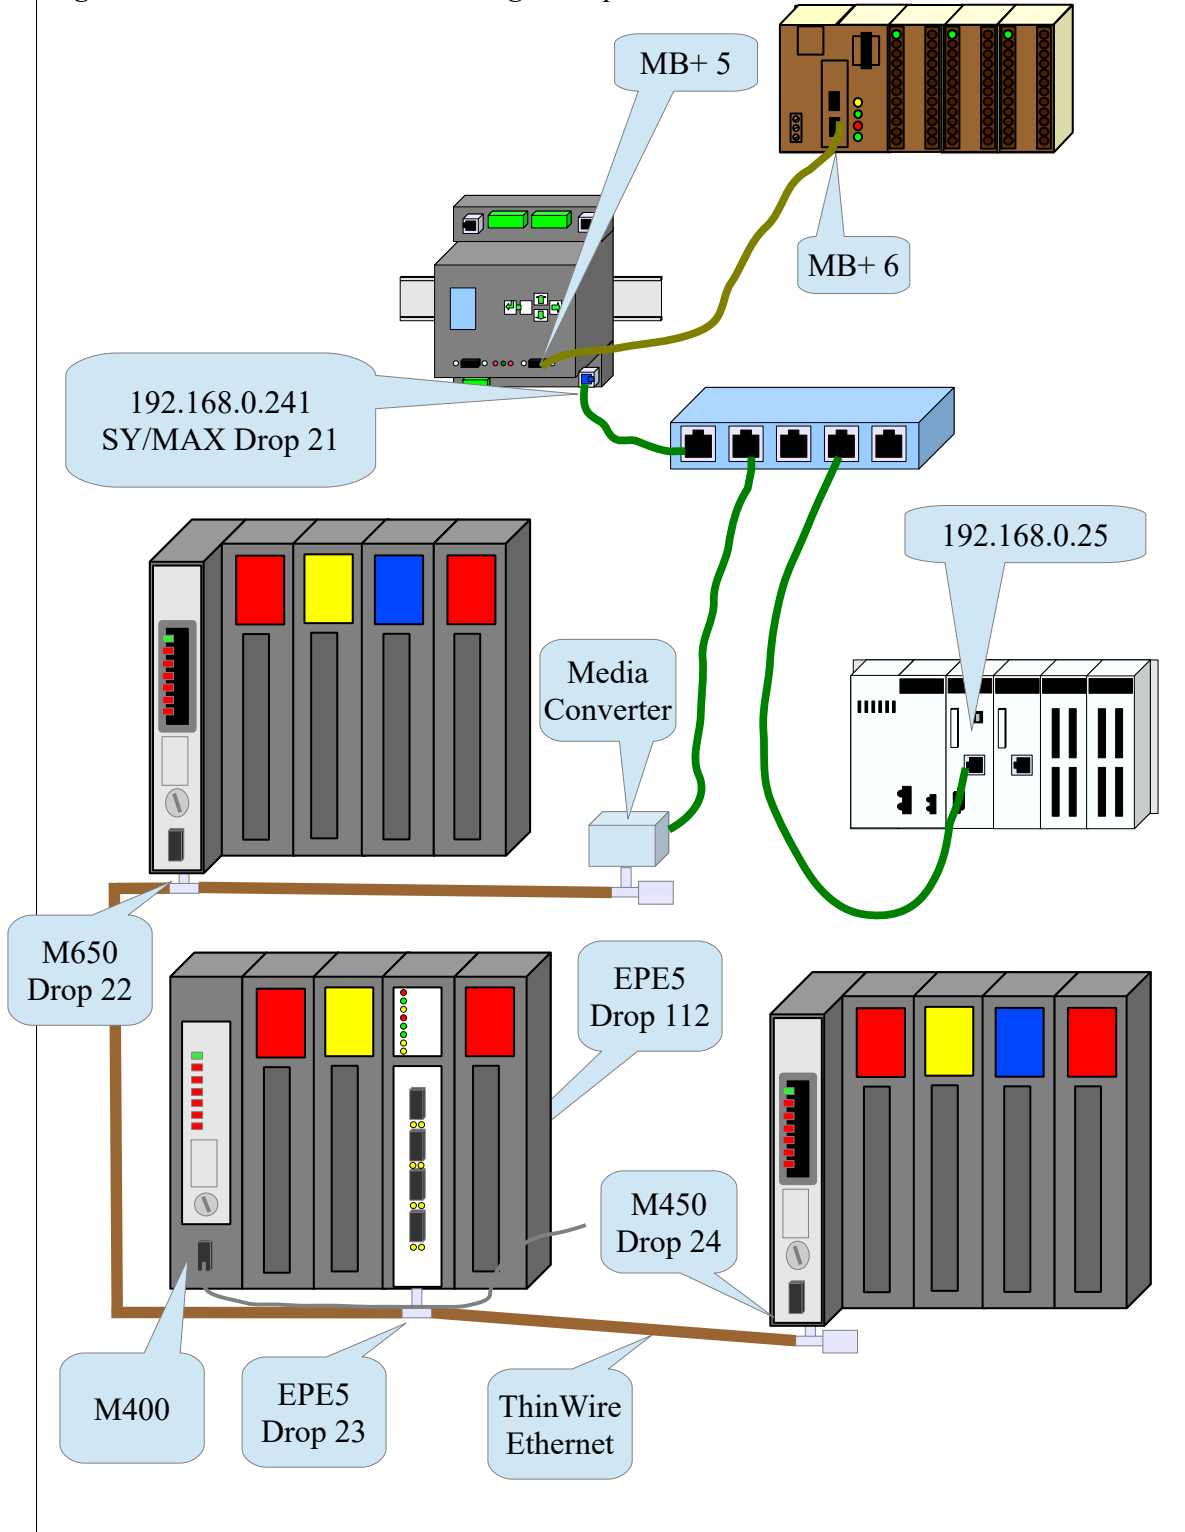 MB+ 5
MB+ 6
192.168.0.241
SY/MAX Drop 21
192.168.0.25
Media
Converter
M650
Drop 22
EPE5
Drop 112
M450
Drop 24
M400
EPE5
Drop 23
ThinWire
Ethernet